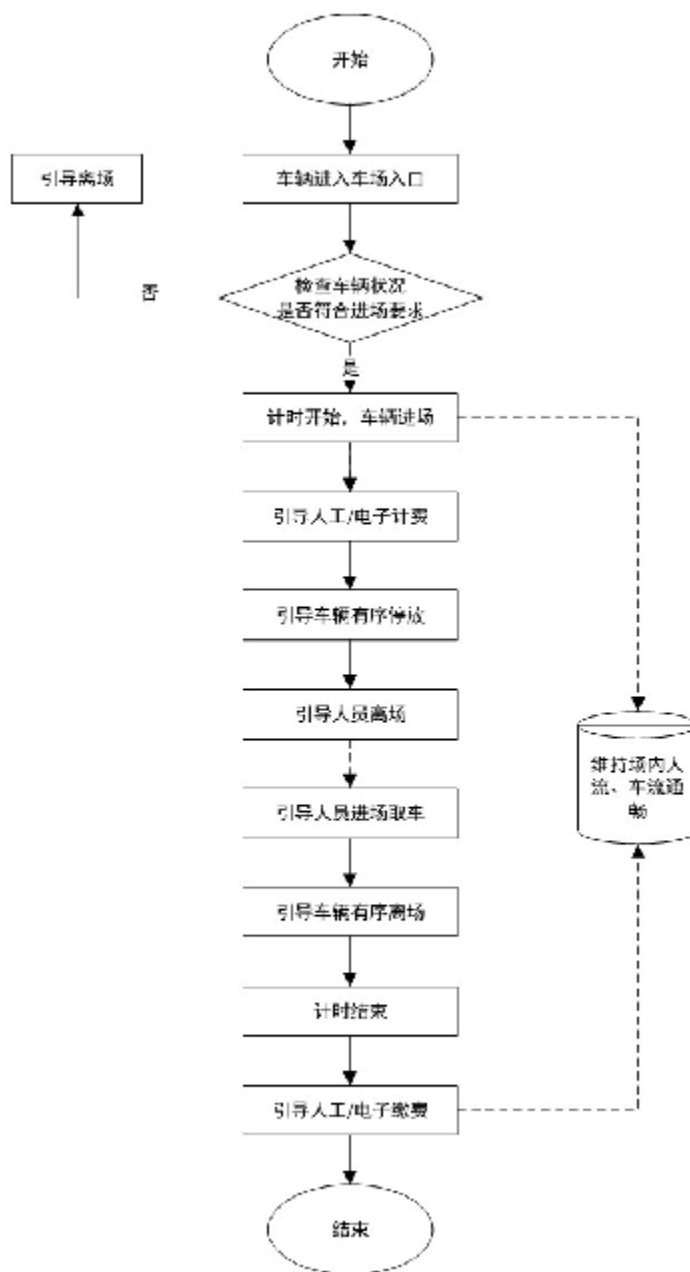 开始
引导离场
车辆进入车场入口
否
检查车辆状况
是否符合进场要求
是
计时开始，车辆进场
引导人工/电子计费
引导车辆有序停放
引导人员离场
维持场内人
流、车流通
畅
引导人员进场取车
引导车辆有序离场
计时结束
引导人工/电子缴费
结束